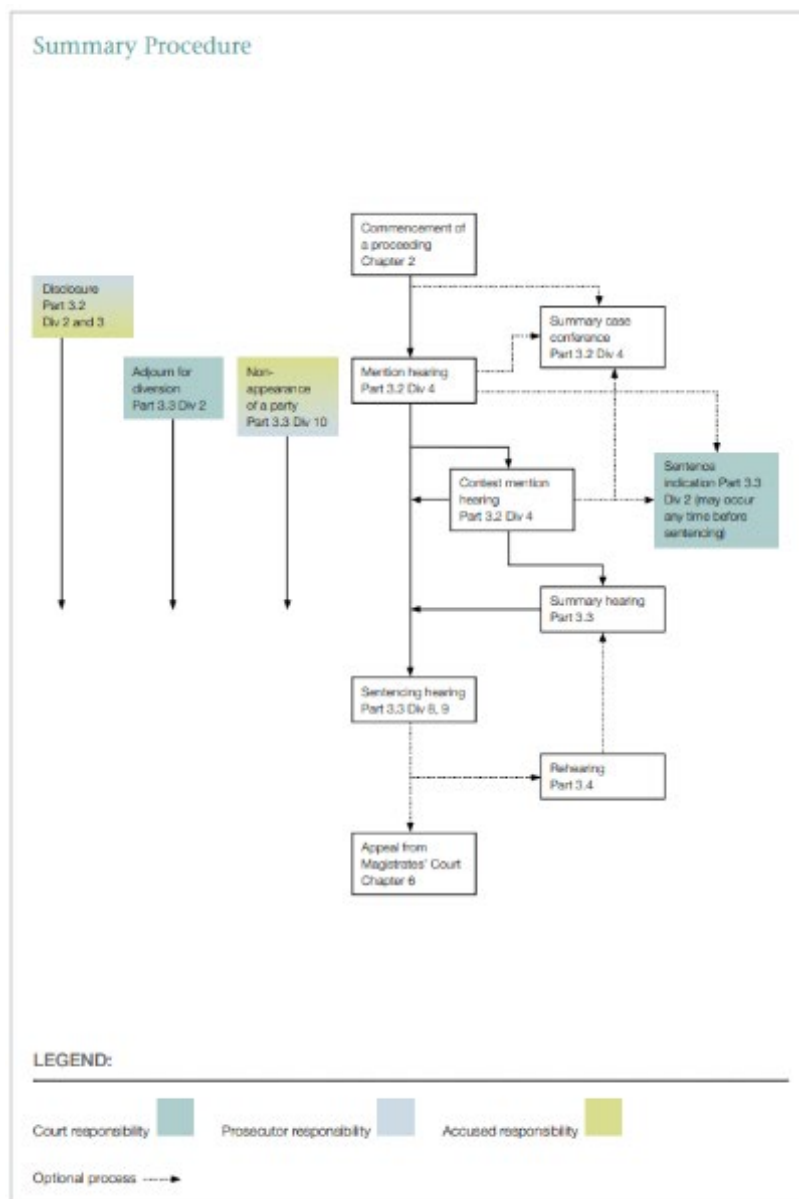 Summary Procedure
Commencement of
a proceeding
Chapter 2
Disclosure
Part 3.2
Div 2 and 3
Summary case
conference
Part 3.2 Div 4
Adjourn for
diversion
Part 3.3 Div 2
Non-
appearance
of a party
Part 3.3 Div 10
Mention hearing
Part 3.2 Div 4
Contest mention
hearing
Part 3.2 Div 4
Sentence
indication Part 3.3
Div 2 (may occur
any time before
sentencing)
Summary hearing
Part 3.3
Sentencing hearing
Part 3.3 Div 8, 9
Rehearing
Part 3.4
Appeal from
Magistrates' Court
Chapter 6
LEGEND:
Court responsibility
Prosecutor responsibility
Accused responsibility
Optional process